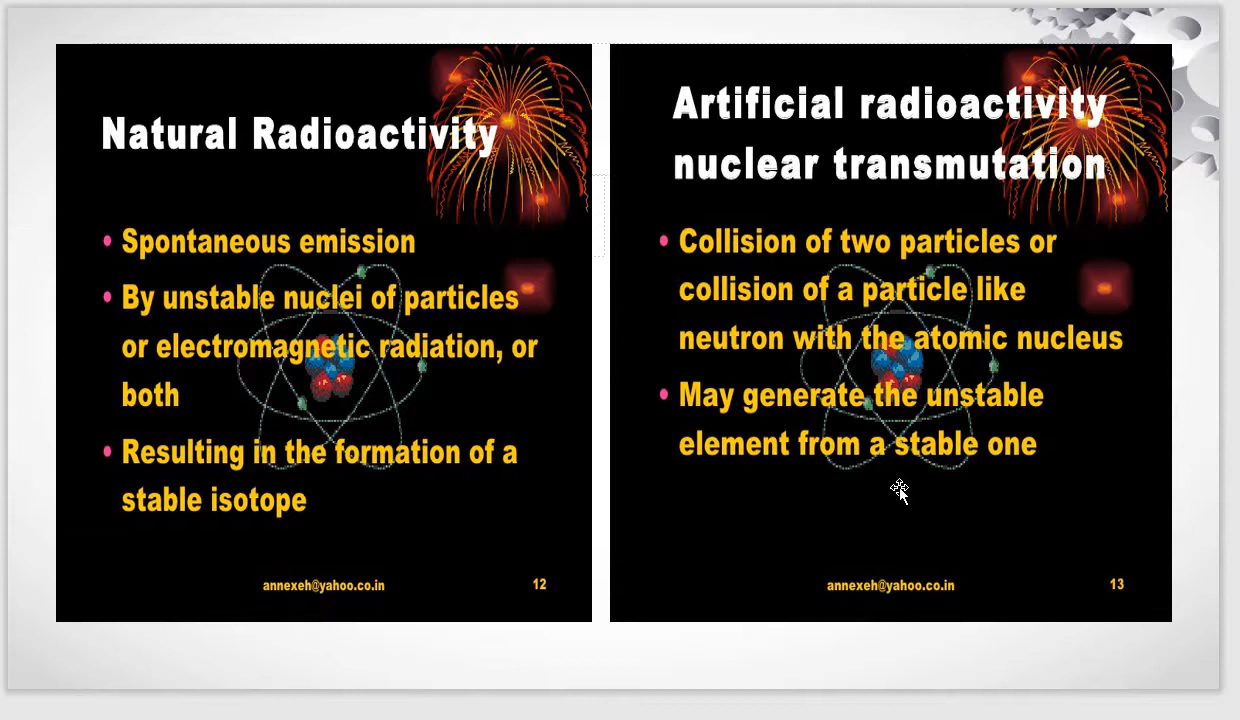 Natural Radioactivity
• Spontaneous emission
• By unstable nuclei of particles
or electromagnetic radiation, or
both
• Resulting in the formation of a
stable isotope
annexeh@yahoo.co.in
12
Artificial radioactivity
nuclear transmutation
• Collision of two particles or
collision of a particle like
neutron with the atomic nucleus
• May generate the unstable
element from a stable one
annexeh@yahoo.co.in
13